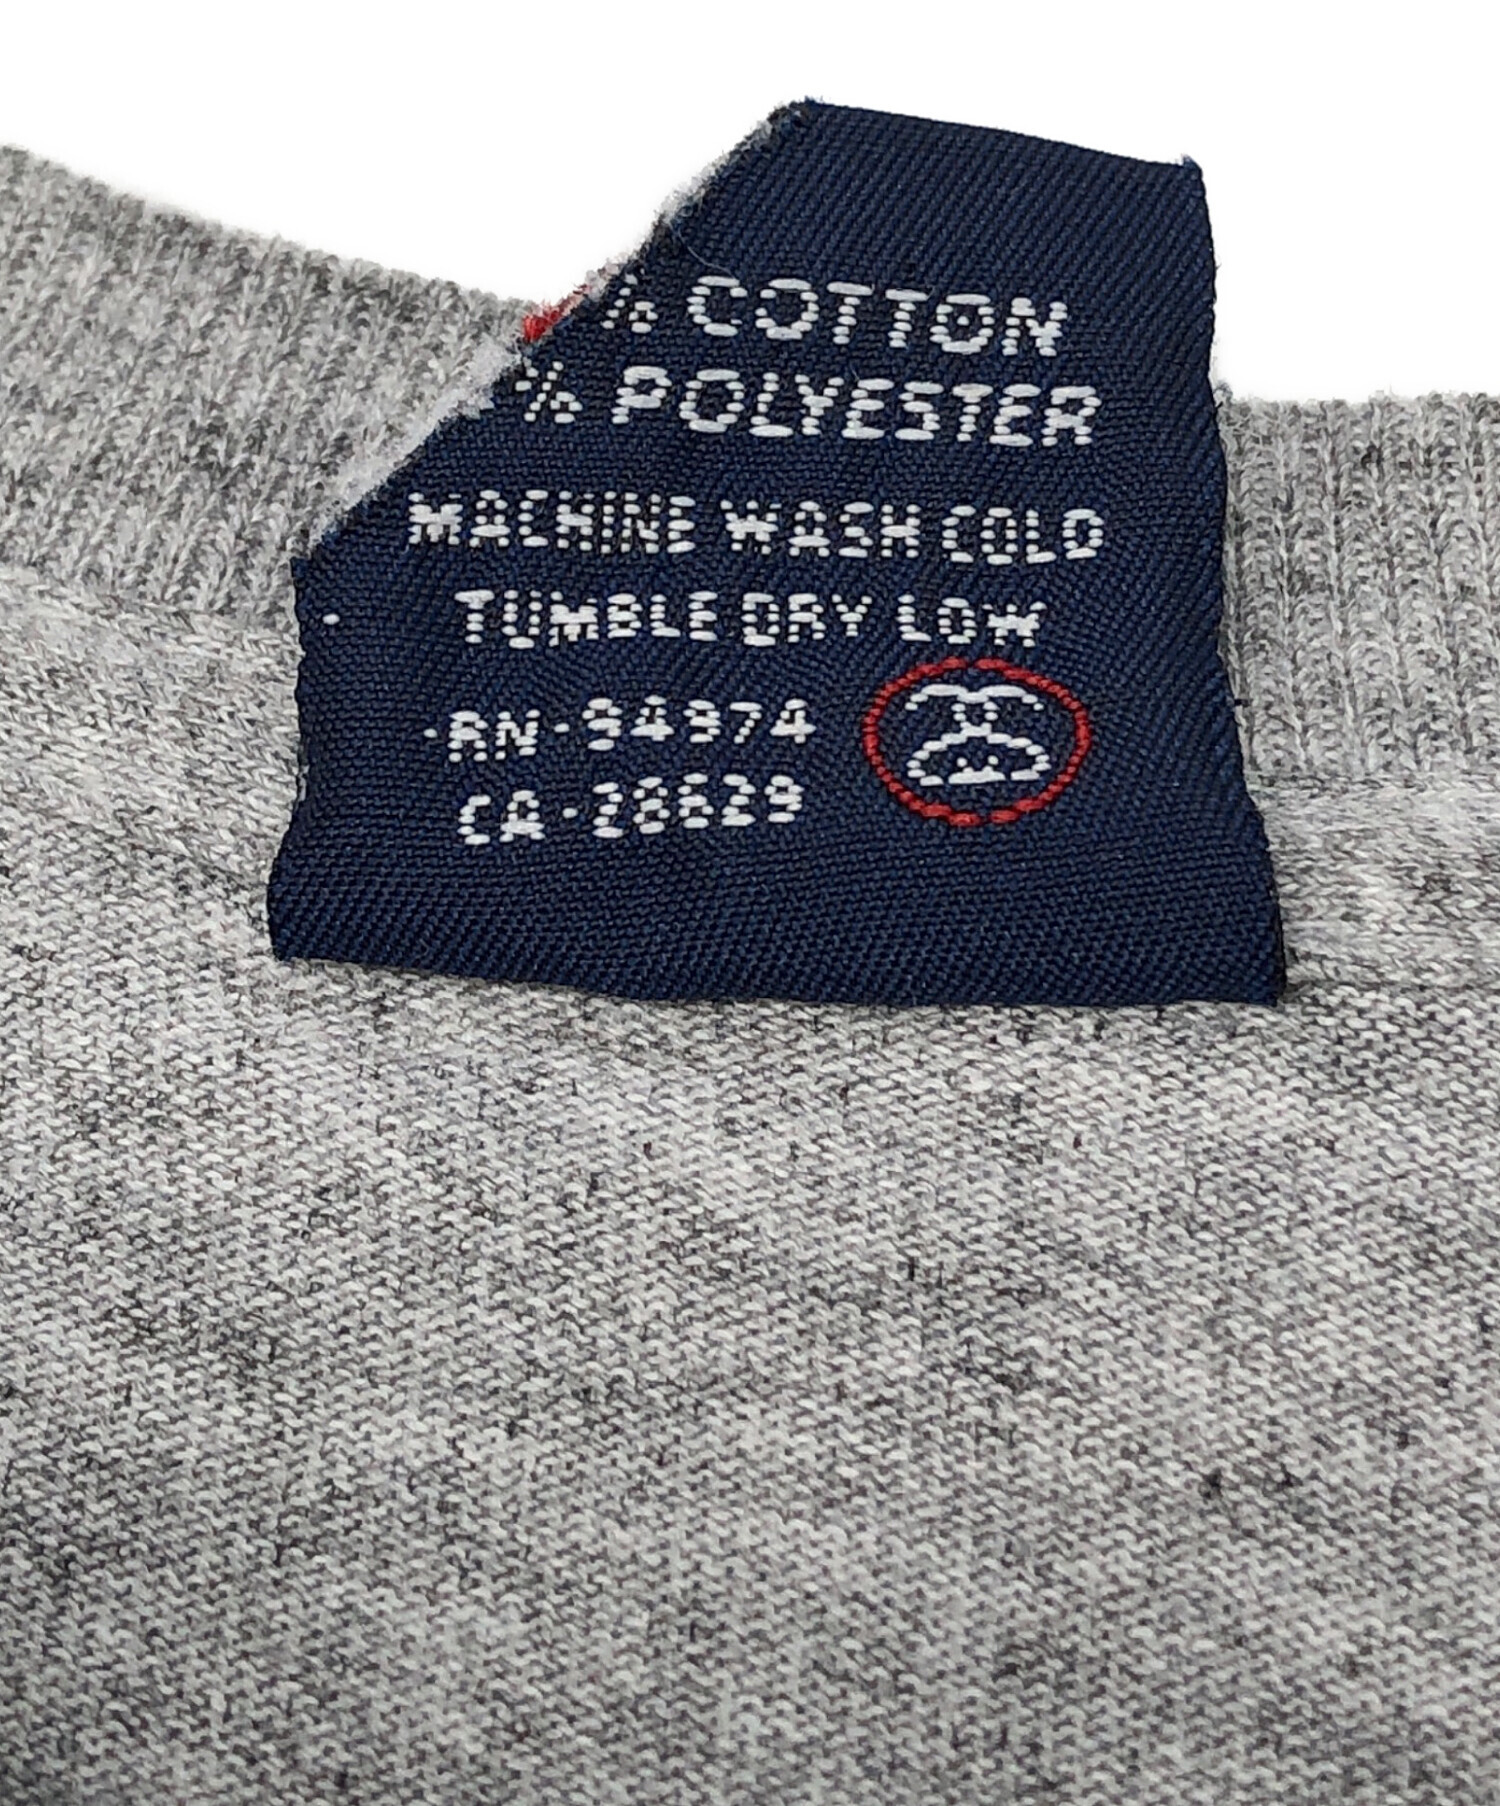 % COTTON
% POLYESTER
MACHINE WASH COLD
TUMBLE DRY LOW
RN-94974
CA-28629